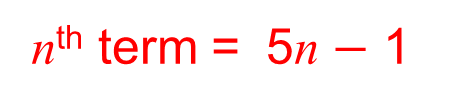 nᵗʰ term = 5n – 1